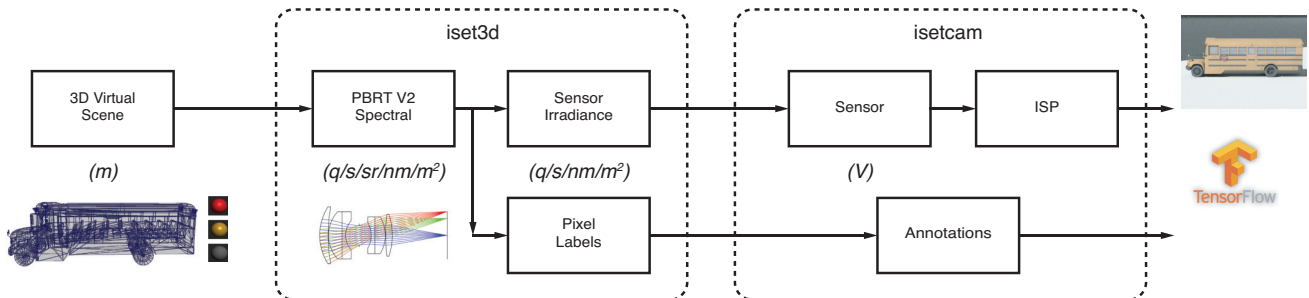 iset3d
isetcam
3D Virtual
Scene
PBRT V2
Spectral
Sensor
Irradiance
Sensor
ISP
(m)
(q/s/sr/nm/m²)
(q/s/nm/m²)
(V)
Pixel
Labels
Annotations
TensorFlow